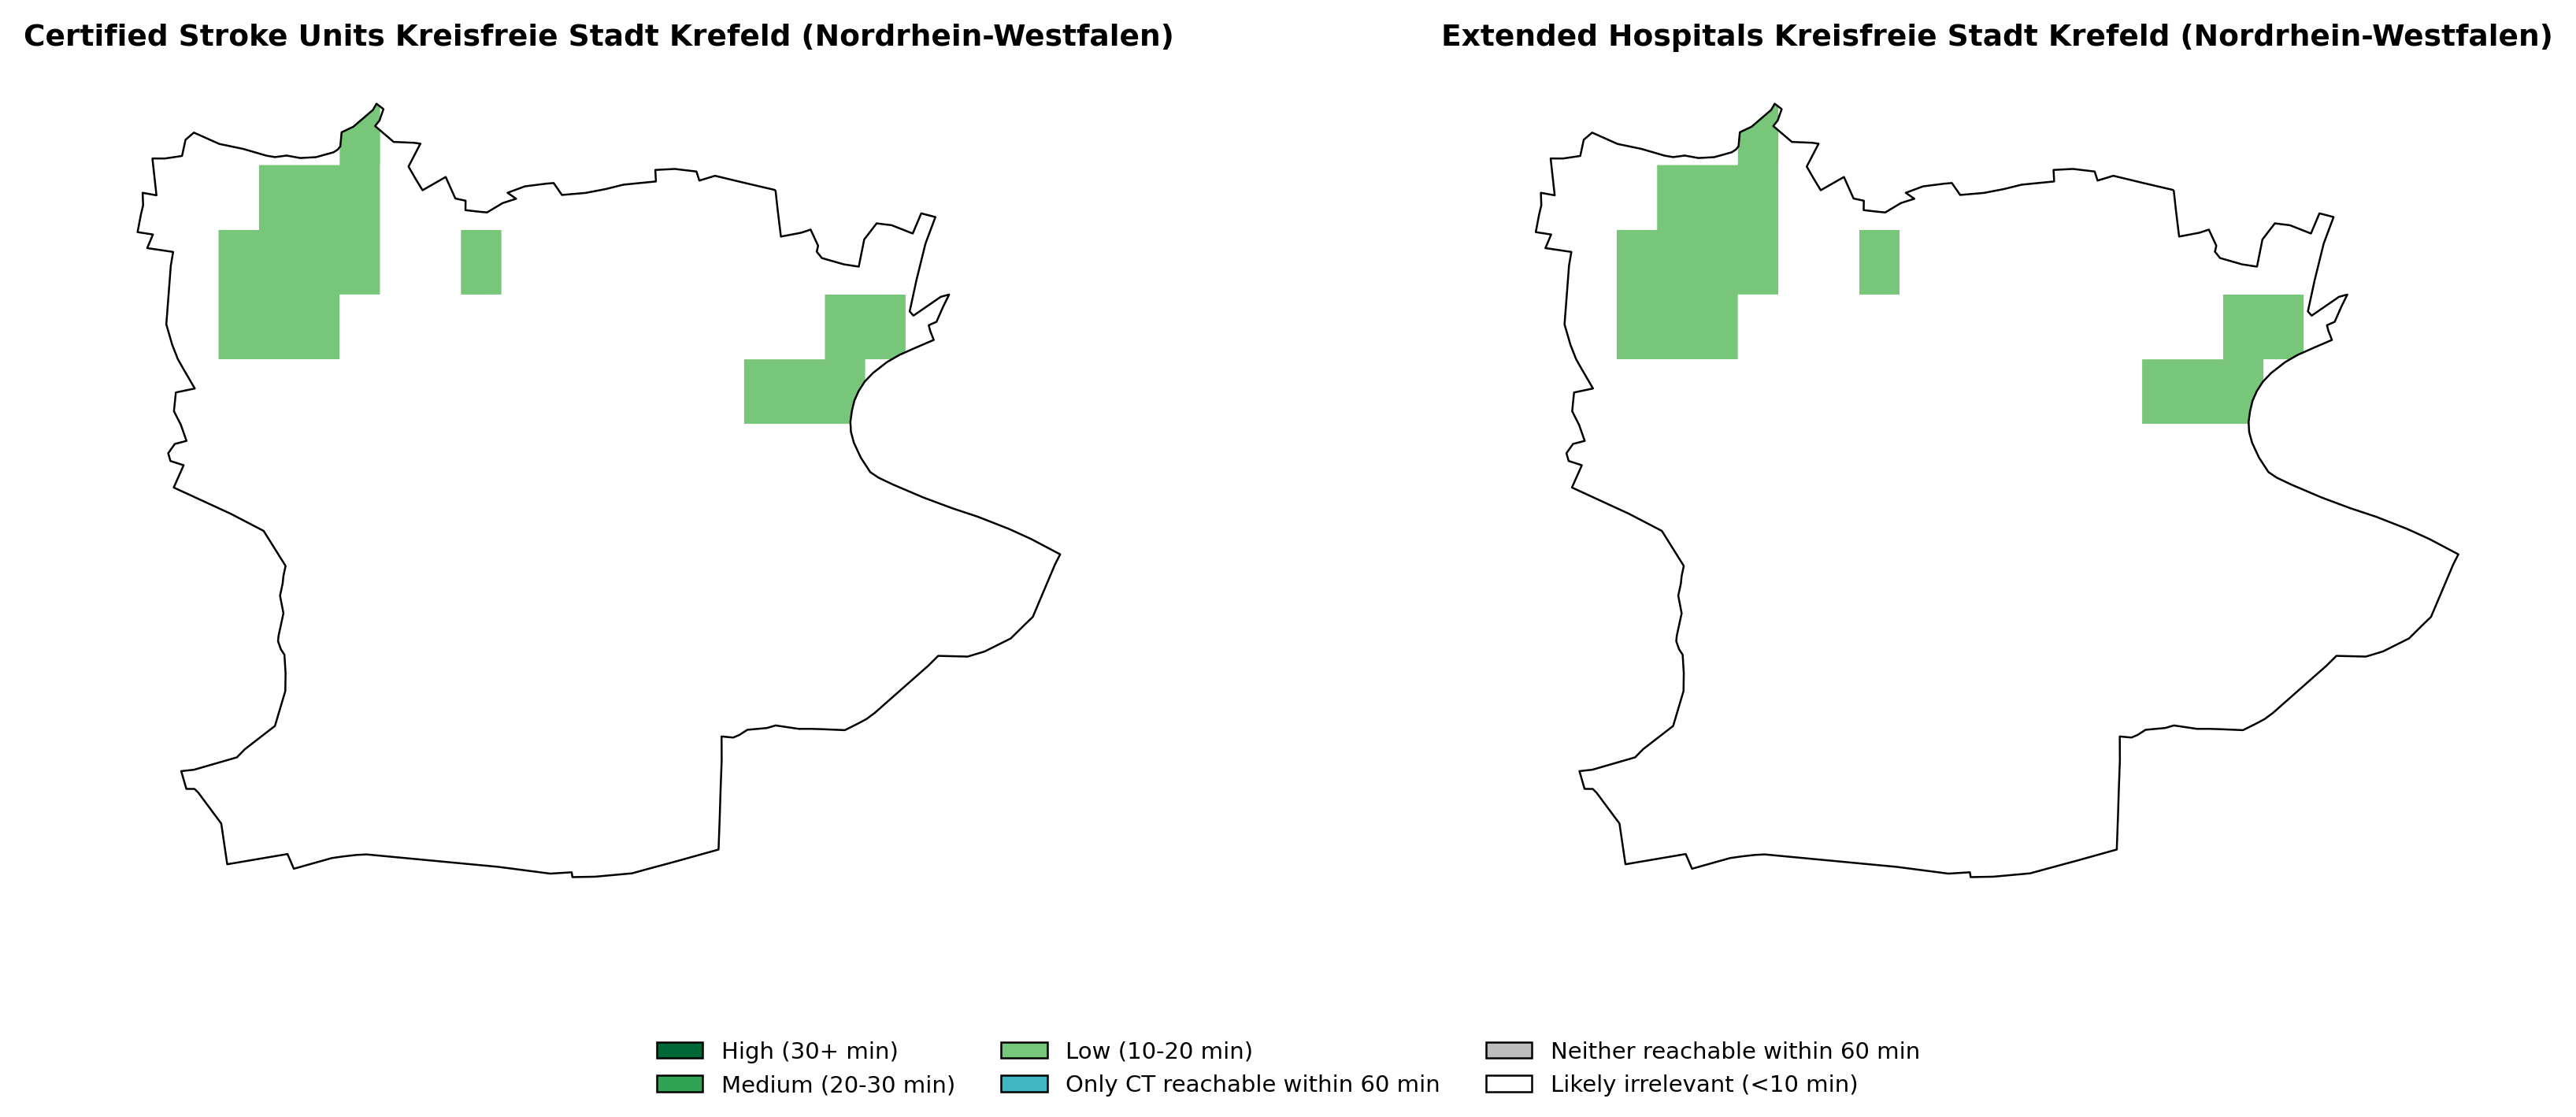 Certified Stroke Units Kreisfreie Stadt Krefeld (Nordrhein-Westfalen)
Extended Hospitals Kreisfreie Stadt Krefeld (Nordrhein-Westfalen)
High (30+ min)
Medium (20-30 min)
Low (10-20 min)
Only CT reachable within 60 min
Neither reachable within 60 min
Likely irrelevant (<10 min)